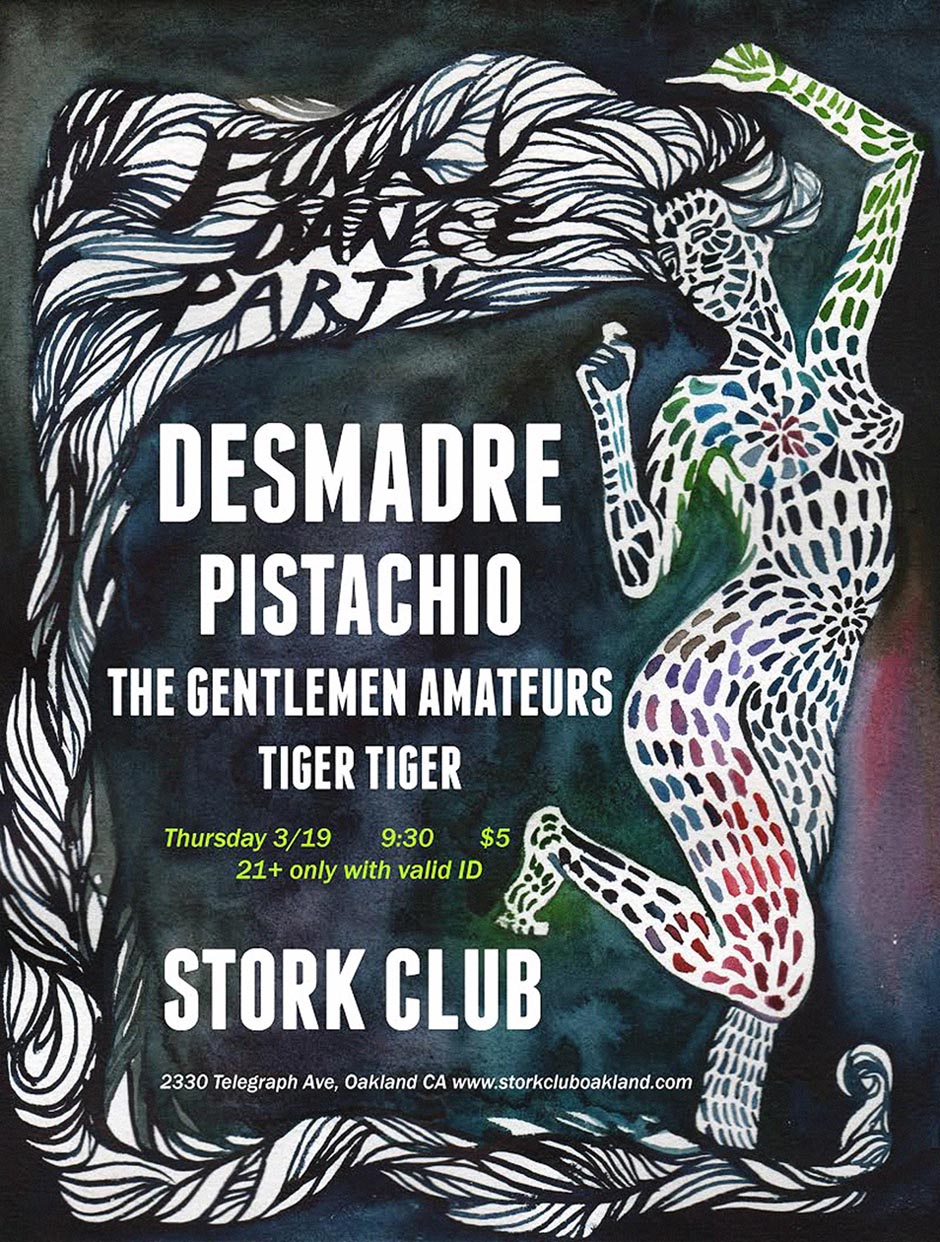 FUNKY
DANCE
PARTY
DESMADRE
PISTACHIO
THE GENTLEMEN AMATEURS
TIGER TIGER
Thursday 3/19 9:30 $5
21+ only with valid ID
STORK CLUB
2330 Telegraph Ave, Oakland CA www.storkcluboakland.com